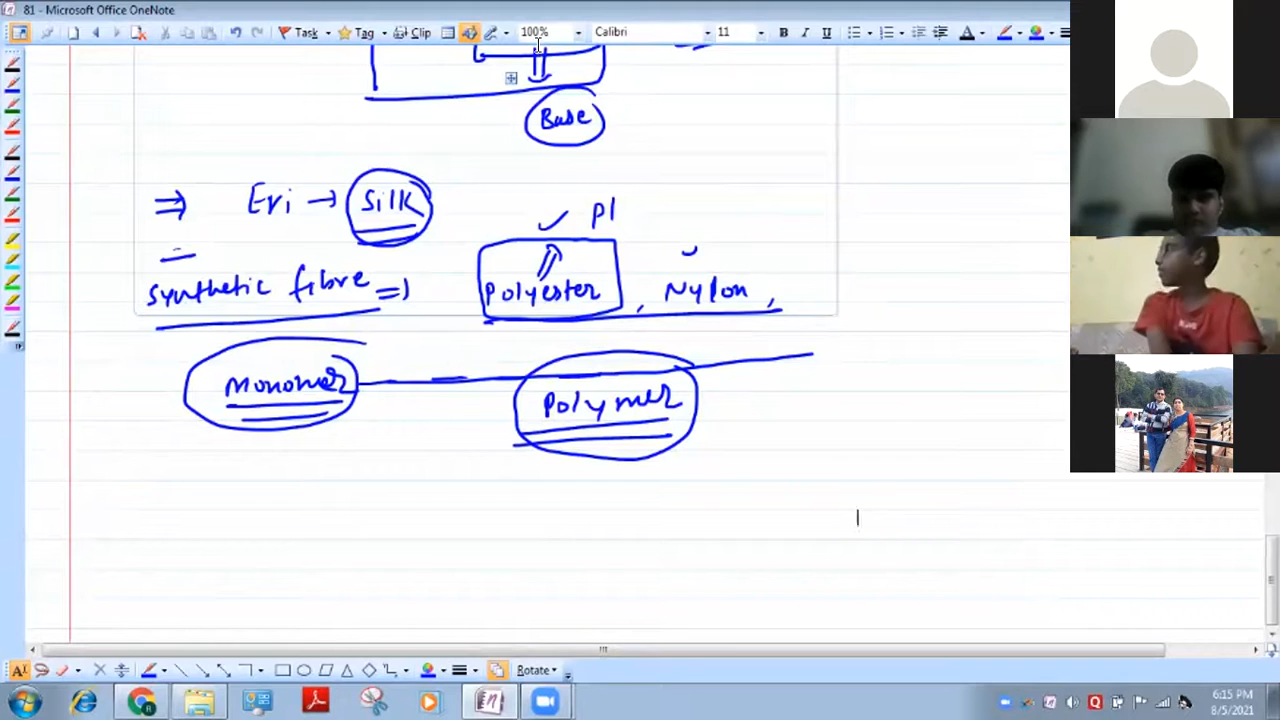 81 - Microsoft Office OneNote
Task Tag Clip 100% Calibri 11 B I U A
Base
⇒ Eri → Silk
✓ Pl
synthetic fibre ⇒ Polyester, Nylon,
Monomer Polymer
Rotate
6:15 PM
8/5/2021